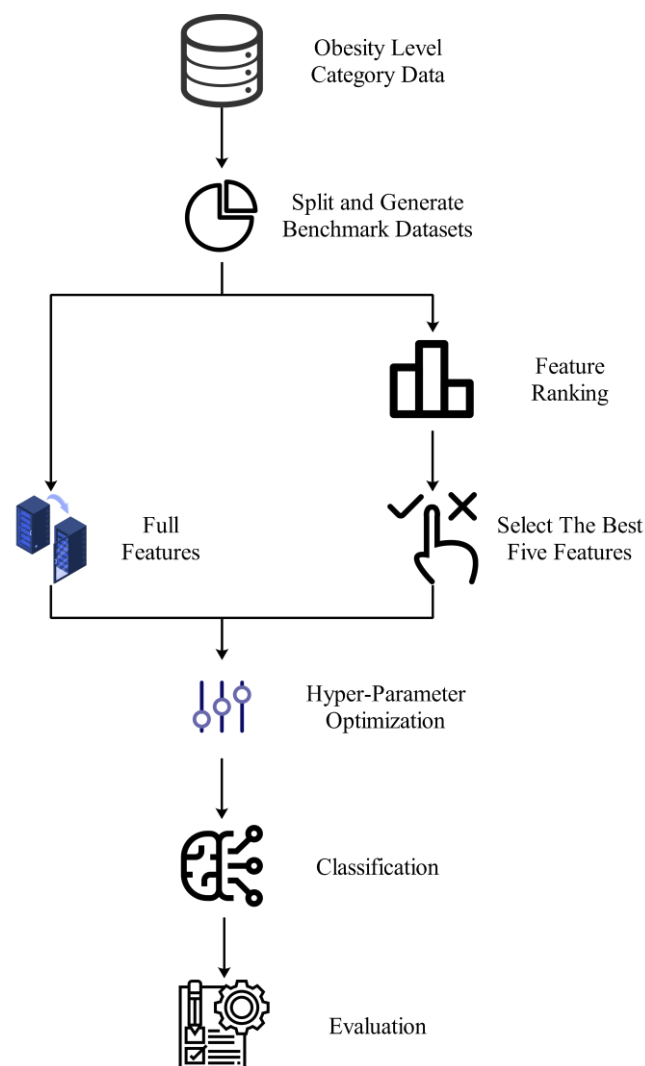 Obesity Level
Category Data
Split and Generate
Benchmark Datasets
Feature
Ranking
Full
Features
Select The Best
Five Features
Hyper-Parameter
Optimization
Classification
Evaluation